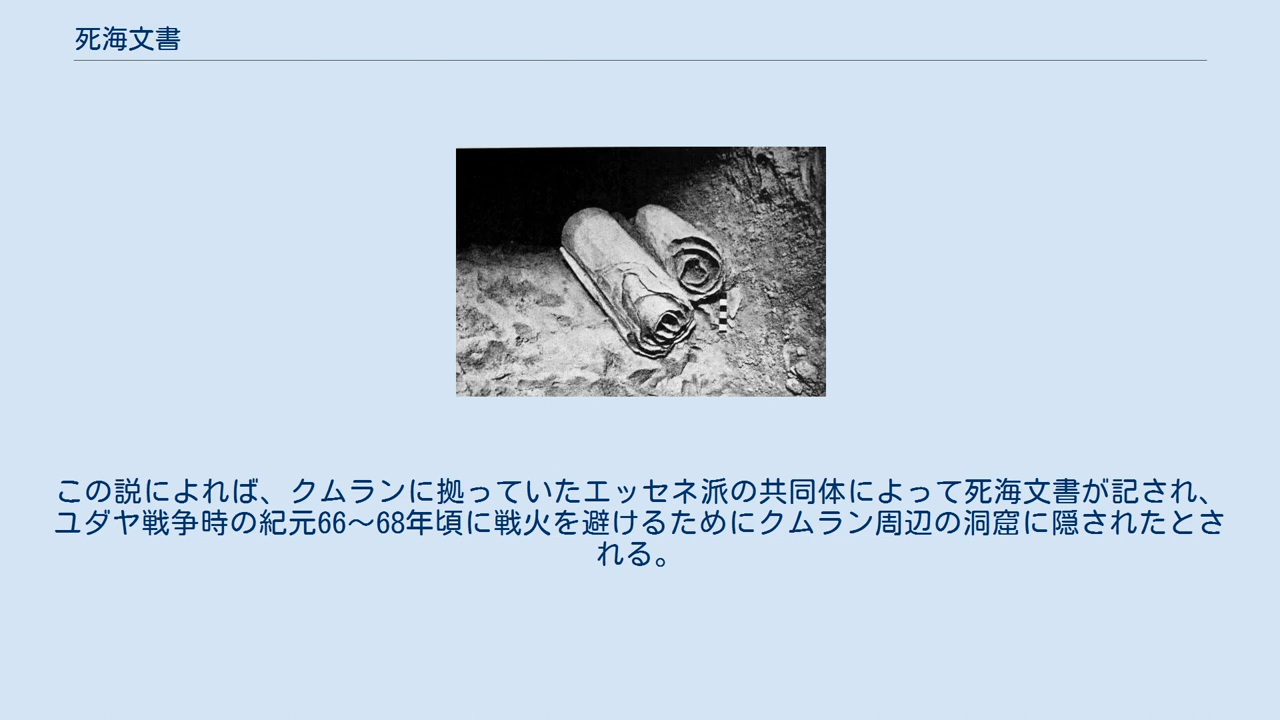 死海文書
この説によれば、クムランに拠っていたエッセネ派の共同体によって死海文書が記され、
ユダヤ戦争時の紀元66〜68年頃に戦火を避けるためにクムラン周辺の洞窟に隠されたとさ
れる。